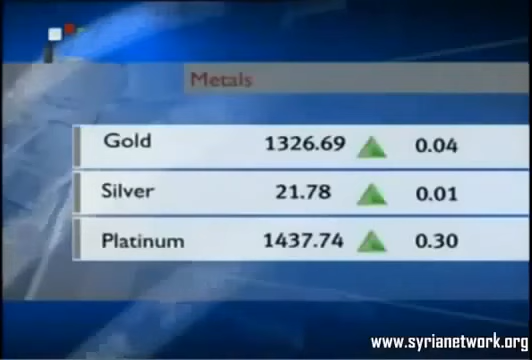 Metals
Gold 1326.69 0.04
Silver 21.78 0.01
Platinum 1437.74 0.30
www.syrianetwork.org